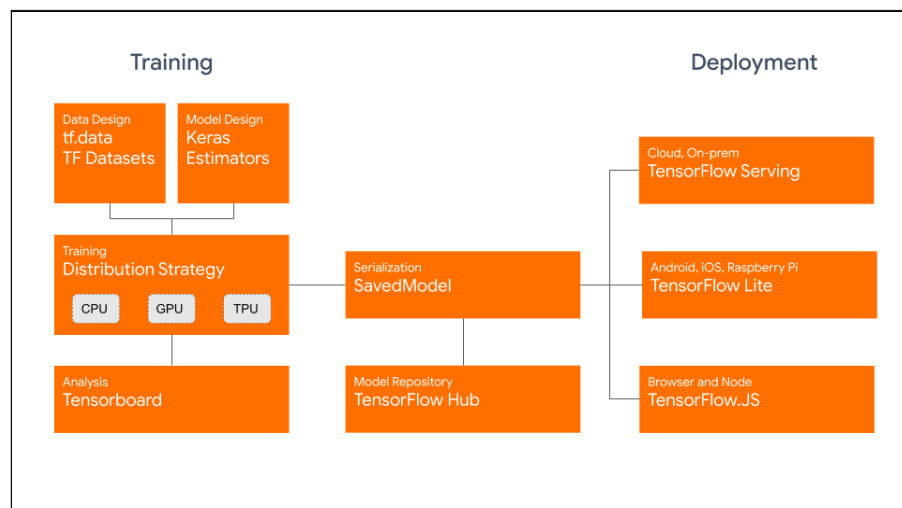 Training
Deployment
Data Design
tf.data
TF Datasets
Model Design
Keras
Estimators
Training
Distribution Strategy
CPU
GPU
TPU
Analysis
Tensorboard
Serialization
SavedModel
Model Repository
TensorFlow Hub
Cloud, On-prem
TensorFlow Serving
Android, iOS, Raspberry Pi
TensorFlow Lite
Browser and Node
TensorFlow.JS